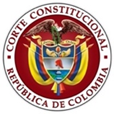 CORTE CONSTITUCIONAL
REPÚBLICA DE COLOMBIA